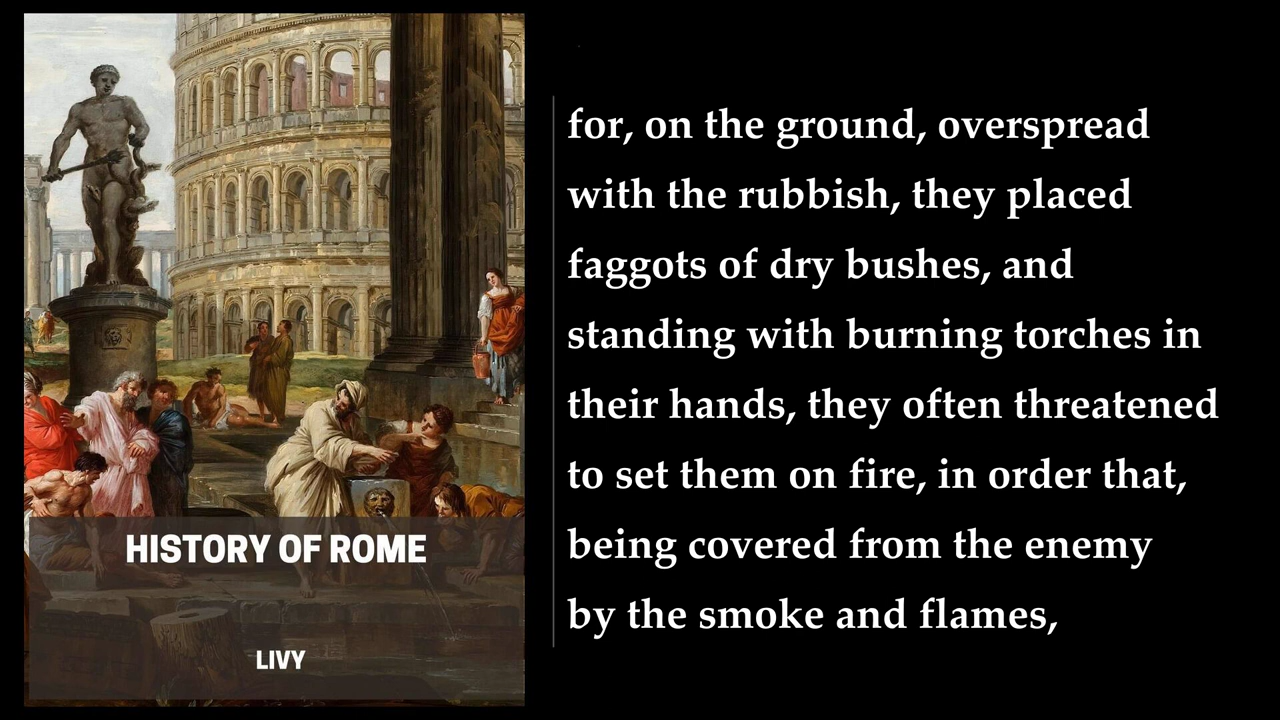 HISTORY OF ROME
LIVY
for, on the ground, overspread
with the rubbish, they placed
faggots of dry bushes, and
standing with burning torches in
their hands, they often threatened
to set them on fire, in order that,
being covered from the enemy
by the smoke and flames,